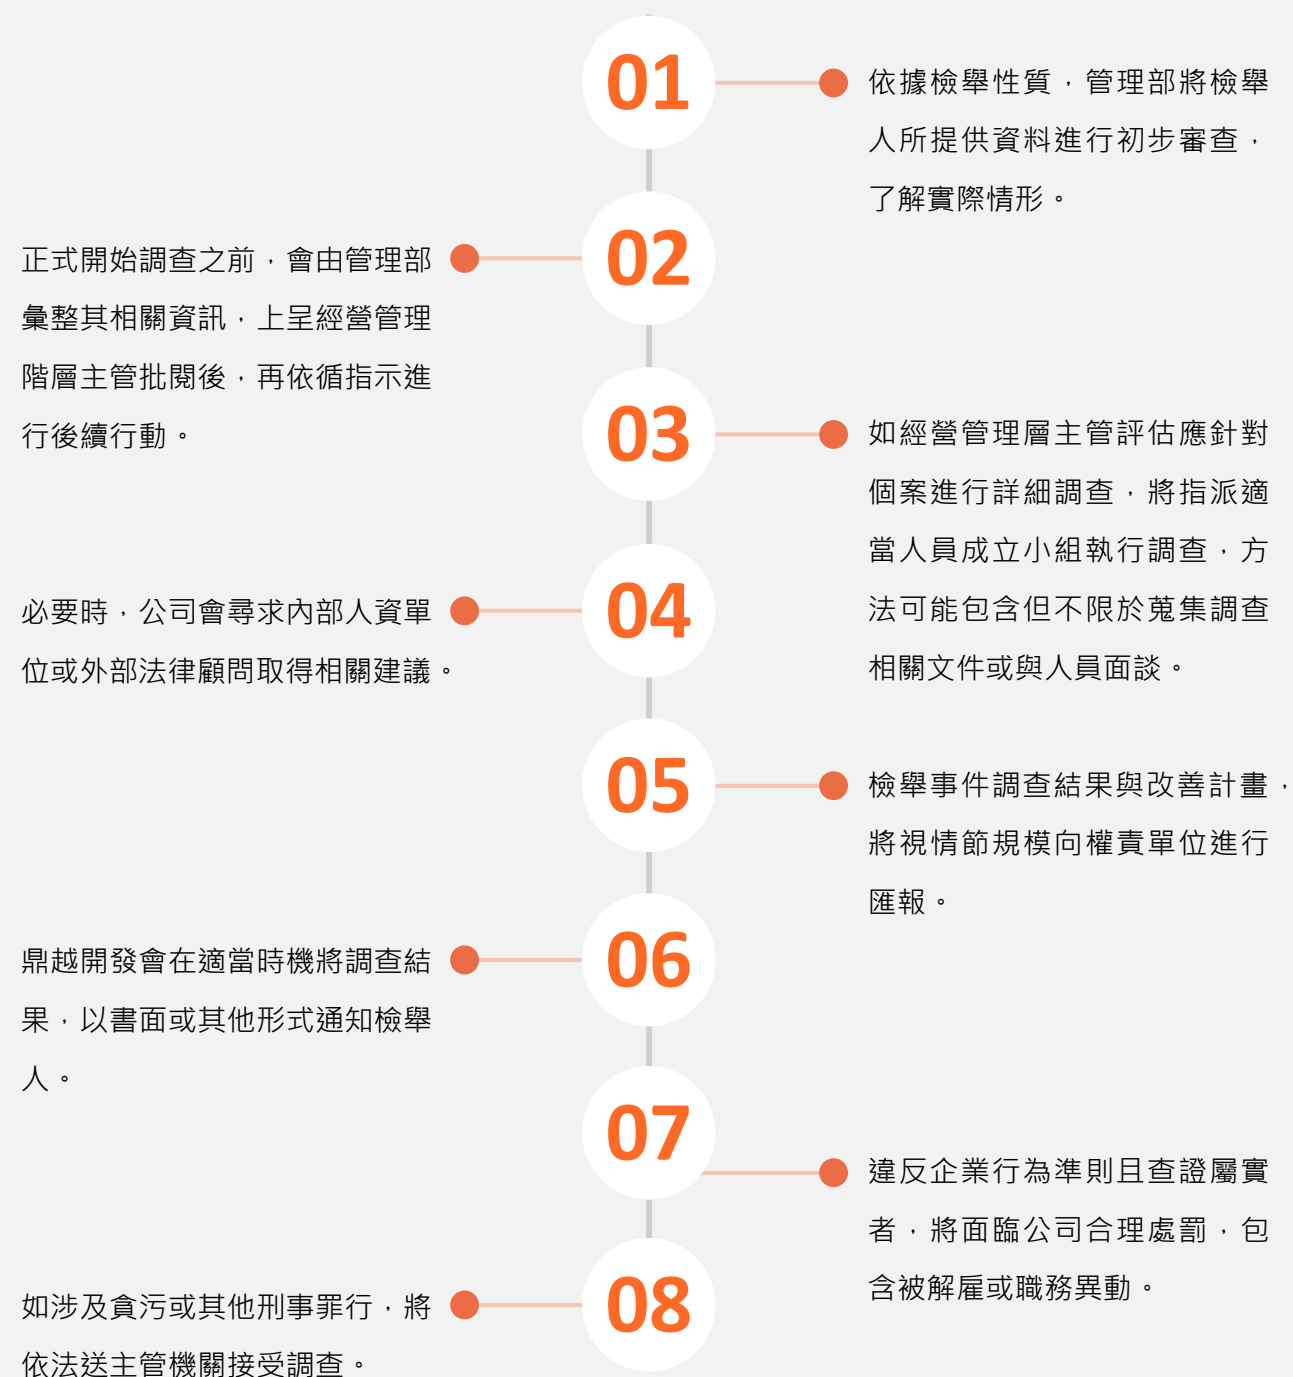 01
依據檢舉性質，管理部將檢舉
人所提供資料進行初步審查，
了解實際情形。
02
正式開始調查之前，會由管理部
彙整其相關資訊，上呈經營管理
階層主管批閱後，再依循指示進
行後續行動。
03
如經營管理層主管評估應針對
個案進行詳細調查，將指派適
當人員成立小組執行調查，方
法可能包含但不限於蒐集調查
相關文件或與人員面談。
04
必要時，公司會尋求內部人資單
位或外部法律顧問取得相關建議。
05
檢舉事件調查結果與改善計畫，
將視情節規模向權責單位進行
匯報。
06
鼎越開發會在適當時機將調查結
果，以書面或其他形式通知檢舉
人。
07
違反企業行為準則且查證屬實
者，將面臨公司合理處罰，包
含被解雇或職務異動。
08
如涉及貪污或其他刑事罪行，將
依法送主管機關接受調查。